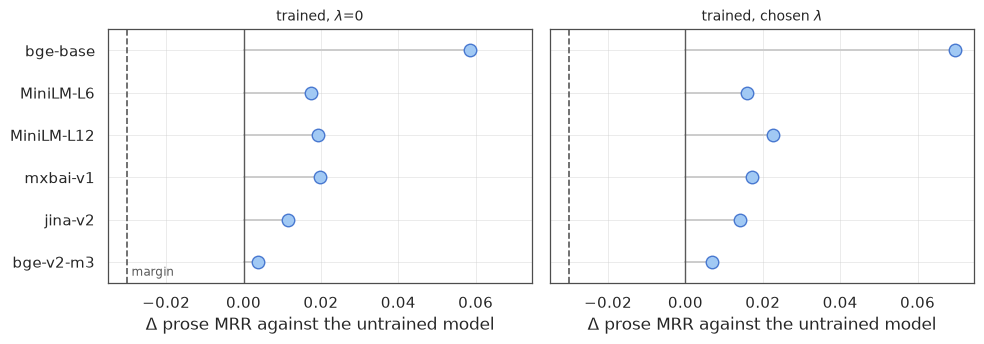 trained, λ=0
trained, chosen λ
bge-base
MiniLM-L6
MiniLM-L12
mxbai-v1
jina-v2
bge-v2-m3
margin
−0.02 0.00 0.02 0.04 0.06
−0.02 0.00 0.02 0.04 0.06
Δ prose MRR against the untrained model
Δ prose MRR against the untrained model